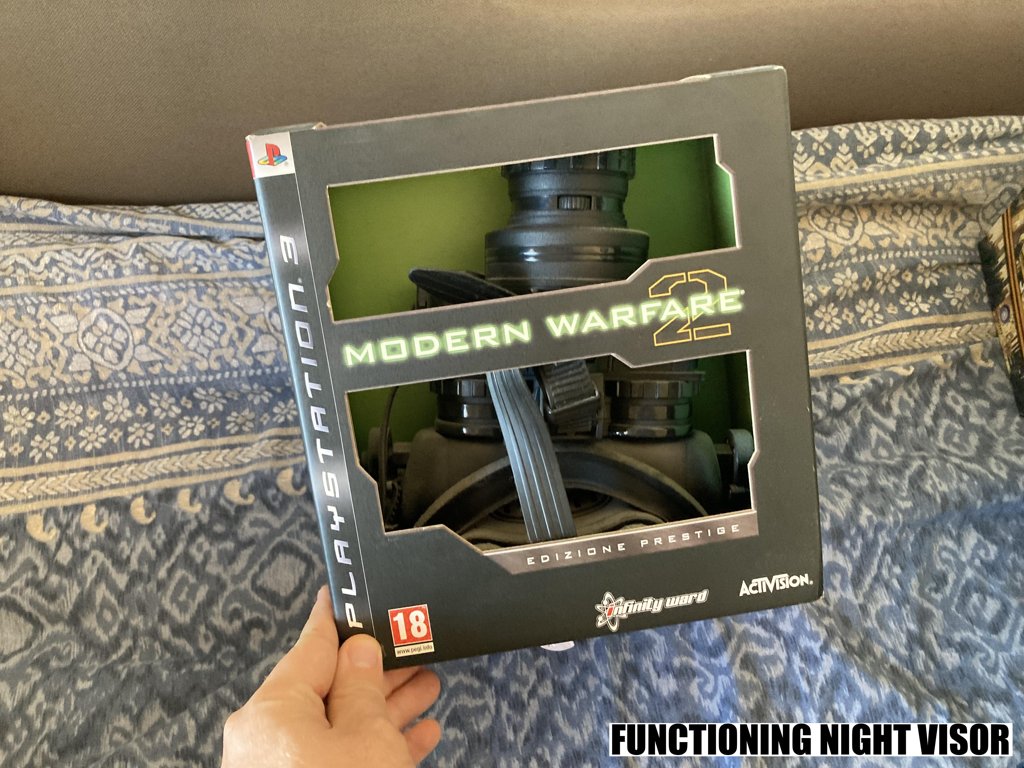 PLAYSTATION 3
MODERN WARFARE 2
EDIZIONE PRESTIGE
18
www.pegi.info
infinity ward
ACTIVISION.
FUNCTIONING NIGHT VISOR